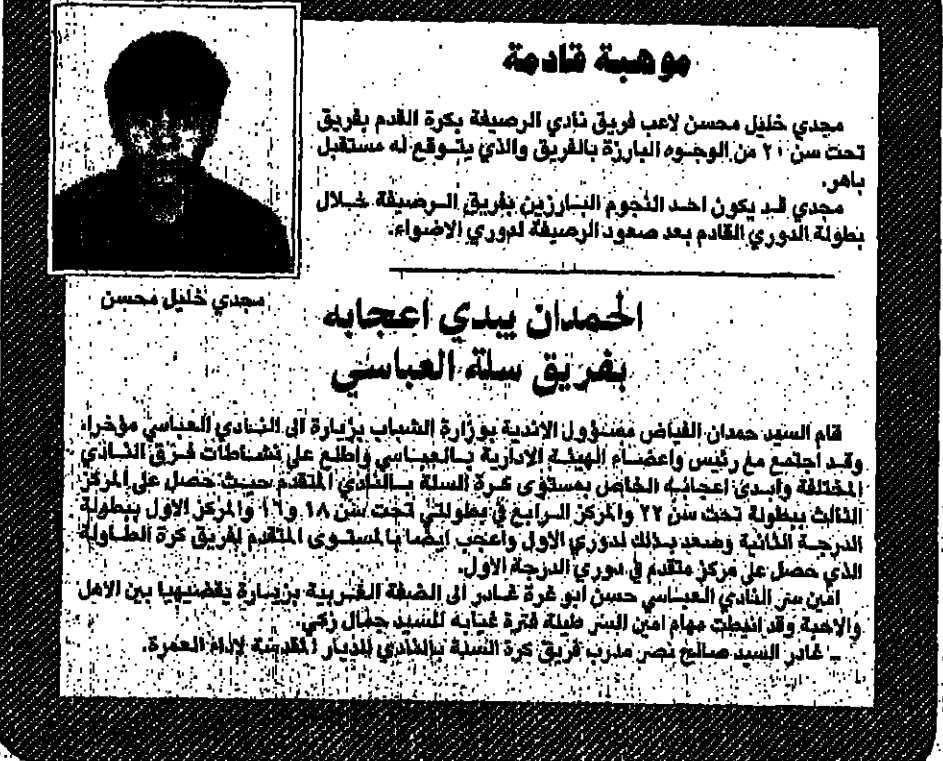 موهبة قادمة
مجدي خليل محسن لاعب فريق نادي الرصيفة بكرة القدم بفريق
تحت سن ٢٠ من الوجوه البارزة بالفريق والذي يتوقع له مستقبل
باهر.
مجدي قد يكون احد النجوم البارزين بفريق الرصيفة خلال
بطولة الدوري القادم بعد صعود الرصيفة لدوري الاضواء.
مجدي خليل محسن
الحمدان يبدي اعجابه
بفريق سلة العباسي
قام السيد حمدان الفياض مسؤول الاندية بوزارة الشباب بزيارة الى النادي العباسي مؤخرا،
وقد اجتمع مع رئيس واعضاء الهيئة الادارية بالعباسي واطلع على نشاطات فرق النادي
المختلفة وابدى اعجابه الخاص بمستوى كرة السلة بالنادي المتقدم حيث حصل على المركز
الثالث ببطولة تحت سن ٢٢ والمركز الرابع في بطولتي تحت سن ١٨ و١٦ والمركز الاول ببطولة
الدرجة الثانية وصعد بذلك لدوري الاولى واعجب ايضا بالمستوى المتقدم لفريق كرة الطاولة
الذي حصل على مركز متقدم في دوري الدرجة الاولى.
امين سر النادي العباسي حسن ابو غرة غادر الى الضفة الغربية بزيارة يقضيها بين الاهل
والاحبة وقد انيطت مهام امين السر طيلة فترة غيابه للسيد جمال زكي.
ـ غادر السيد صالح نصر مدرب فريق كرة السلة بالنادي للديار المقدسة لاداء العمرة.